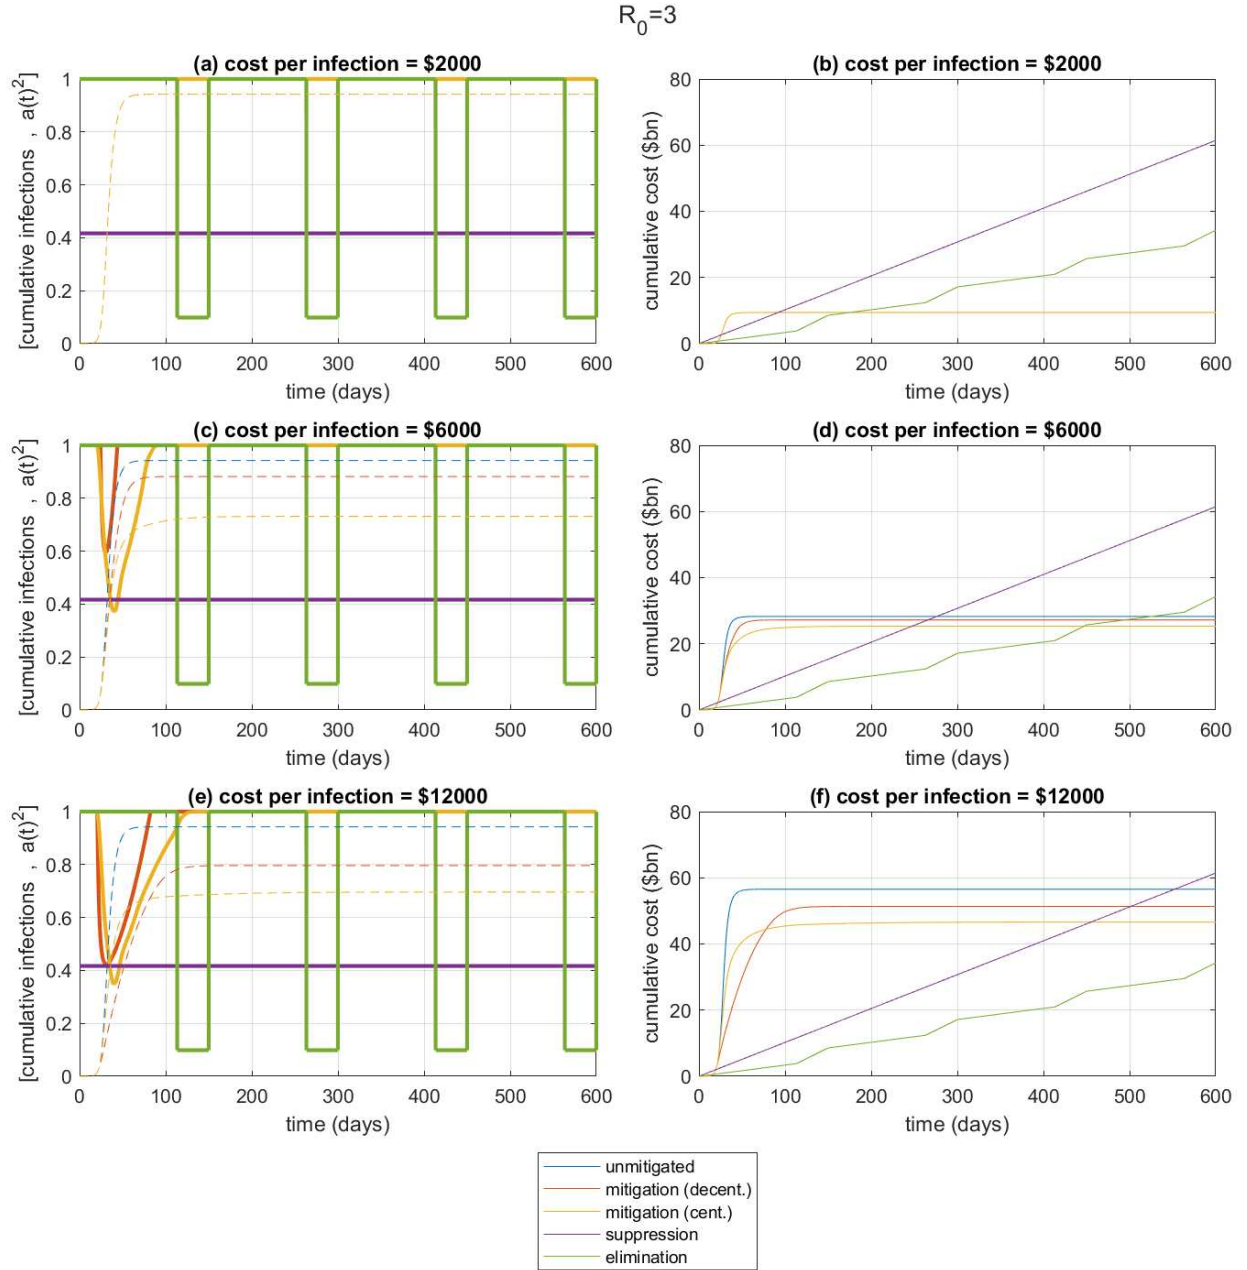 R0=3
(a) cost per infection = $2000
[cumulative infections , a(t)2]
1
0.8
0.6
0.4
0.2
0
0 100 200 300 400 500 600
time (days)
(b) cost per infection = $2000
cumulative cost ($bn)
80
60
40
20
0
0 100 200 300 400 500 600
time (days)
(c) cost per infection = $6000
[cumulative infections , a(t)2]
1
0.8
0.6
0.4
0.2
0
0 100 200 300 400 500 600
time (days)
(d) cost per infection = $6000
cumulative cost ($bn)
80
60
40
20
0
0 100 200 300 400 500 600
time (days)
(e) cost per infection = $12000
[cumulative infections , a(t)2]
1
0.8
0.6
0.4
0.2
0
0 100 200 300 400 500 600
time (days)
(f) cost per infection = $12000
cumulative cost ($bn)
80
60
40
20
0
0 100 200 300 400 500 600
time (days)
unmitigated
mitigation (decent.)
mitigation (cent.)
suppression
elimination